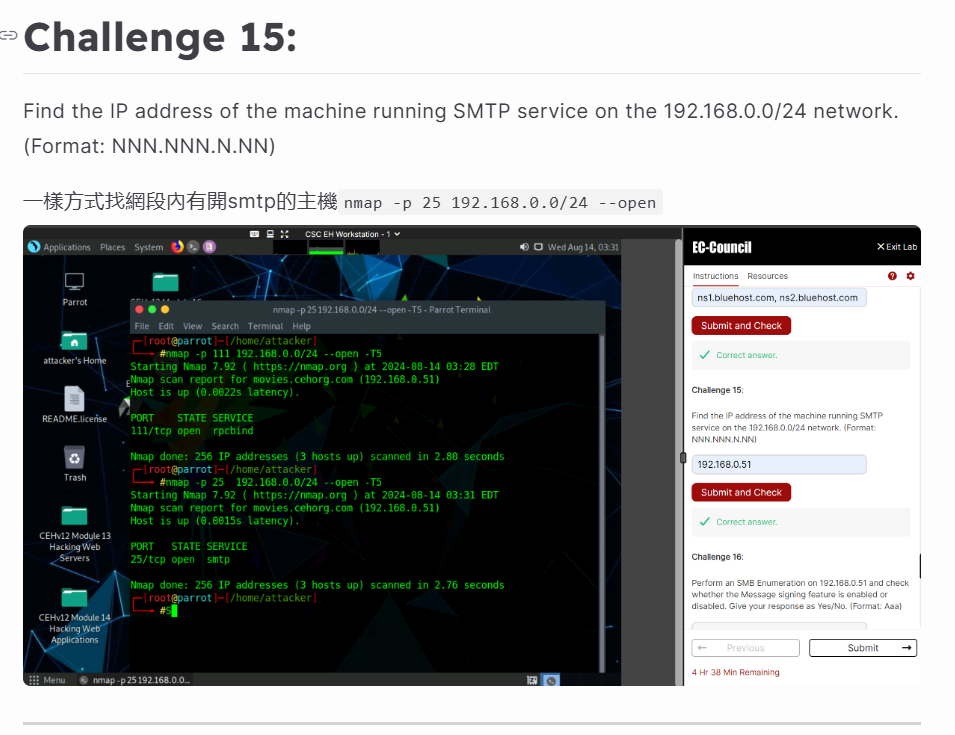 Challenge 15:
Find the IP address of the machine running SMTP service on the 192.168.0.0/24 network.
(Format: NNN.NNN.N.NN)
一樣方式找網段內有開smtp的主機 nmap -p 25 192.168.0.0/24 --open
CSC EH Workstation - 1
Applications Places System
Wed Aug 14, 03:31
Parrot
attacker's Home
README.license
Trash
CEHv12 Module 13
Hacking Web
Servers
CEHv12 Module 14
Hacking Web
Applications
nmap -p 25 192.168.0.0/24 --open -T5 - Parrot Terminal
File Edit View Search Terminal Help
┌─[root@parrot]─[/home/attacker]
└──╼ #nmap -p 111 192.168.0.0/24 --open -T5
Starting Nmap 7.92 ( https://nmap.org ) at 2024-08-14 03:28 EDT
Nmap scan report for movies.cehorg.com (192.168.0.51)
Host is up (0.0022s latency).
PORT STATE SERVICE
111/tcp open rpcbind
Nmap done: 256 IP addresses (3 hosts up) scanned in 2.80 seconds
┌─[root@parrot]─[/home/attacker]
└──╼ #nmap -p 25 192.168.0.0/24 --open -T5
Starting Nmap 7.92 ( https://nmap.org ) at 2024-08-14 03:31 EDT
Nmap scan report for movies.cehorg.com (192.168.0.51)
Host is up (0.0015s latency).
PORT STATE SERVICE
25/tcp open smtp
Nmap done: 256 IP addresses (3 hosts up) scanned in 2.76 seconds
┌─[root@parrot]─[/home/attacker]
└──╼ #S
Menu nmap -p 25 192.168.0.0...
EC-Council
Exit Lab
Instructions Resources
ns1.bluehost.com, ns2.bluehost.com
Submit and Check
Correct answer.
Challenge 15:
Find the IP address of the machine running SMTP
service on the 192.168.0.0/24 network. (Format:
NNN.NNN.N.NN)
192.168.0.51
Submit and Check
Correct answer.
Challenge 16:
Perform an SMB Enumeration on 192.168.0.51 and check
whether the Message signing feature is enabled or
disabled. Give your response as Yes/No. (Format: Aaa)
Previous
Submit
4 Hr 38 Min Remaining